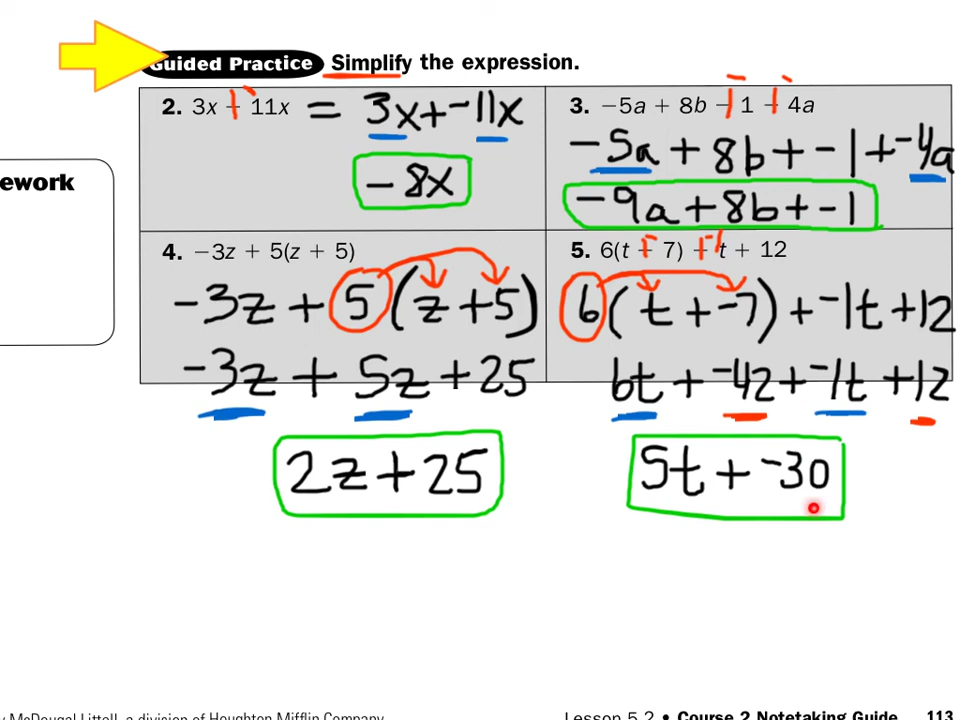 Guided Practice Simplify the expression.
2. 3x - 11x = 3x+-11x
-8x
3. -5a + 8b - 1 - 4a
-5a + 8b + -1 + -4a
-9a + 8b + -1
ework
4. -3z + 5(z + 5)
-3z + 5(z + 5)
-3z + 5z + 25
2z + 25
5. 6(t - 7) - t + 12
6(t + -7) + -1t + 12
6t + -42 + -1t + 12
5t + -30
y McDougal Littell, a division of Houghton Mifflin Company.
Lesson 5.2 • Course 2 Notetaking Guide 113